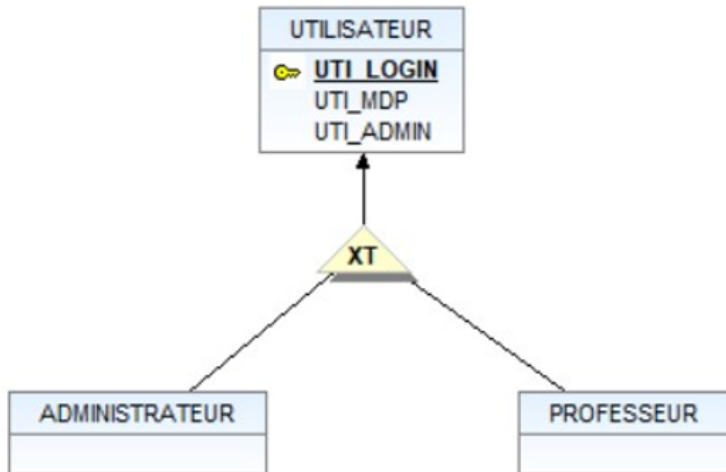 UTILISATEUR
UTI_LOGIN
UTI_MDP
UTI_ADMIN
XT
ADMINISTRATEUR
PROFESSEUR